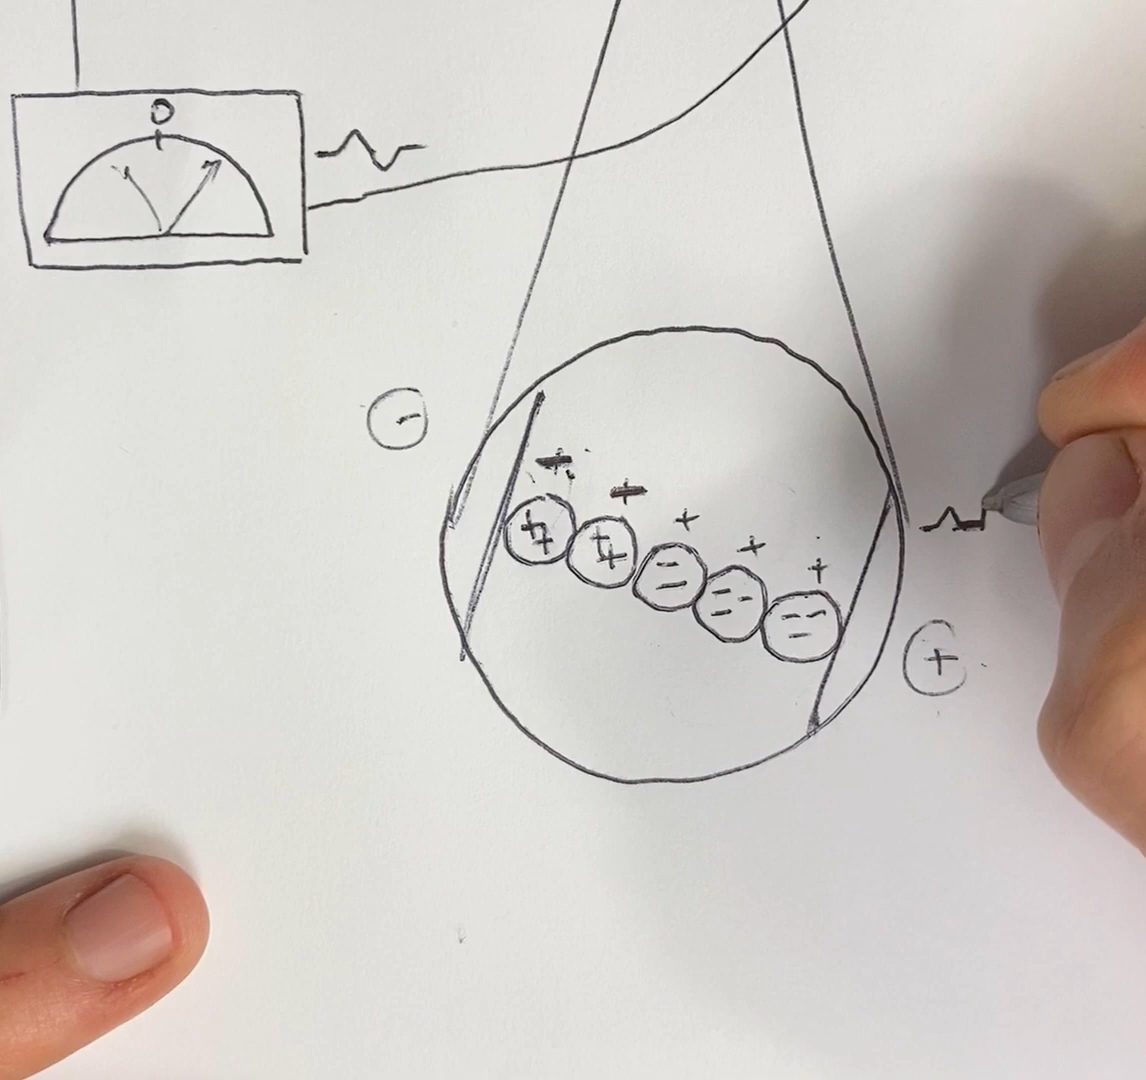 0
-
- - + + +
++ ++ -- --- ---
+